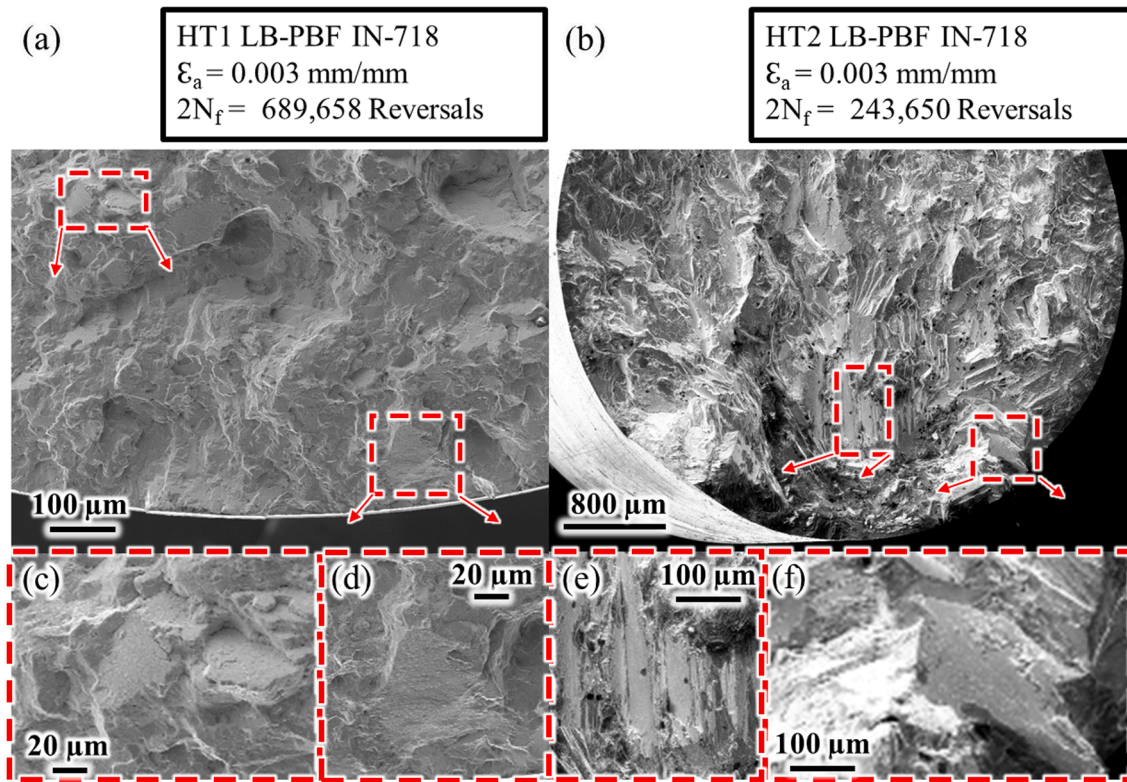 (a)
HT1 LB-PBF IN-718
Ɛₐ = 0.003 mm/mm
2Nf = 689,658 Reversals
(b)
HT2 LB-PBF IN-718
Ɛₐ = 0.003 mm/mm
2Nf = 243,650 Reversals
100 µm
800 µm
(c)
20 µm
(d)
20 µm
(e)
100 µm
(f)
100 µm